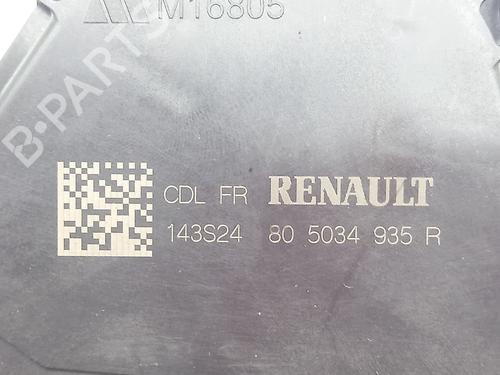 M16805
B-PARTS
CDL FR RENAULT
143S24 80 5034 935 R